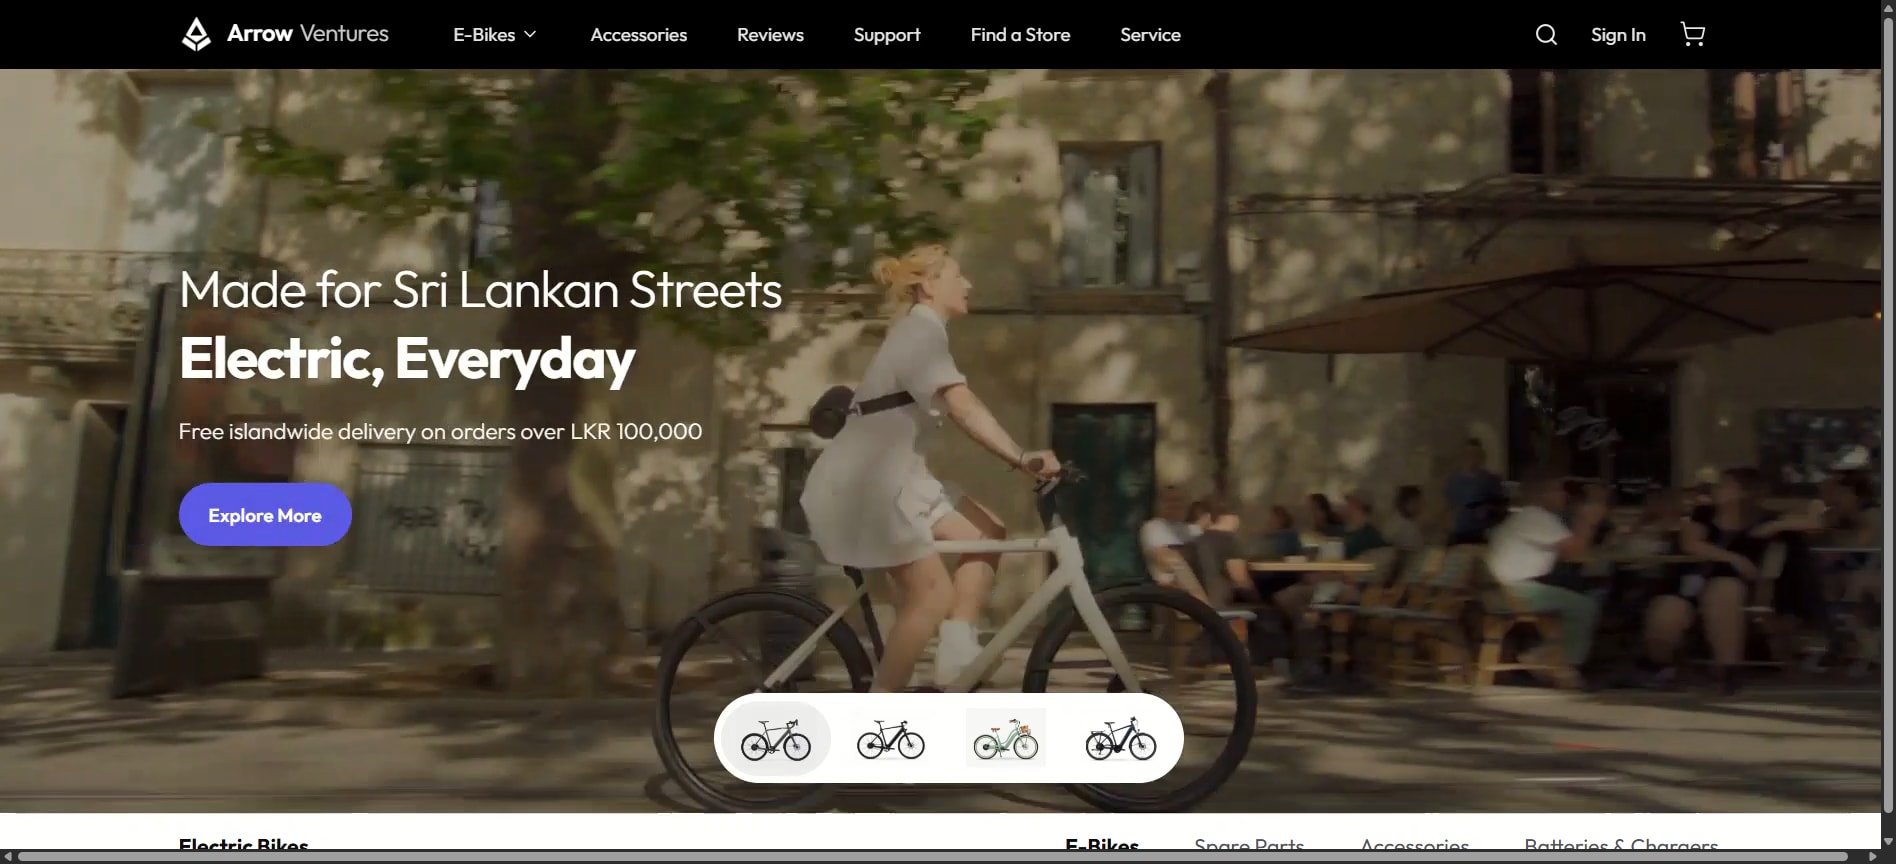 Arrow Ventures
E-Bikes
Accessories
Reviews
Support
Find a Store
Service
Sign In
Made for Sri Lankan Streets
Electric, Everyday
Free islandwide delivery on orders over LKR 100,000
Explore More
Electric Bikes
E-Bikes
Spare Parts
Accessories
Batteries & Chargers